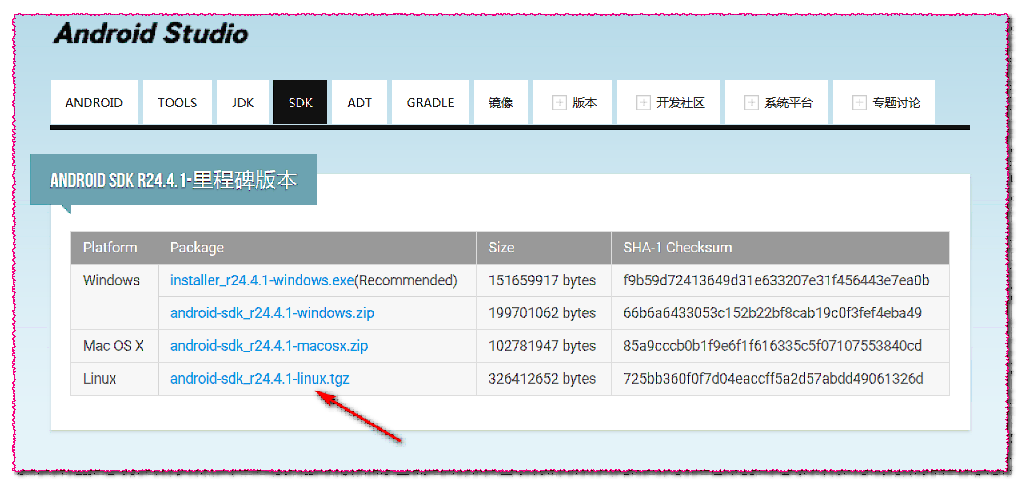 Android Studio
ANDROID TOOLS JDK SDK ADT GRADLE 镜像 版本 开发社区 系统平台 专题讨论
ANDROID SDK R24.4.1-里程碑版本
Platform Package Size SHA-1 Checksum
Windows installer_r24.4.1-windows.exe(Recommended) 151659917 bytes f9b59d72413649d31e633207e31f456443e7ea0b
android-sdk_r24.4.1-windows.zip 199701062 bytes 66b6a6433053c152b22bf8cab19c0f3fef4eba49
Mac OS X android-sdk_r24.4.1-macosx.zip 102781947 bytes 85a9cccb0b1f9e6f1f616335c5f07107553840cd
Linux android-sdk_r24.4.1-linux.tgz 326412652 bytes 725bb360f0f7d04eaccff5a2d57abdd49061326d